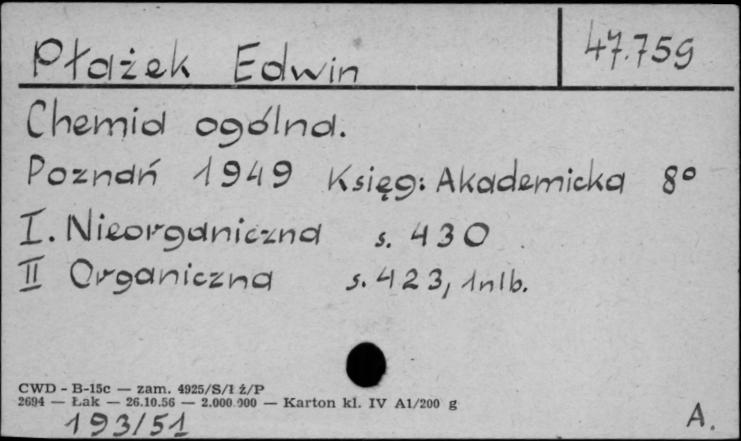 Płażek Edwin 47.759
Chemia ogólna.
Poznań 1949 Księg: Akademicka 8°
I. Nieorganiczna s. 430
II Organiczna s. 423, 1nlb.
CWD - B-15c — zam. 4925/S/I ż/P
2694 — Łak — 26.10.56 — 2.000.000 — Karton kl. IV A1/200 g
193/51 A.